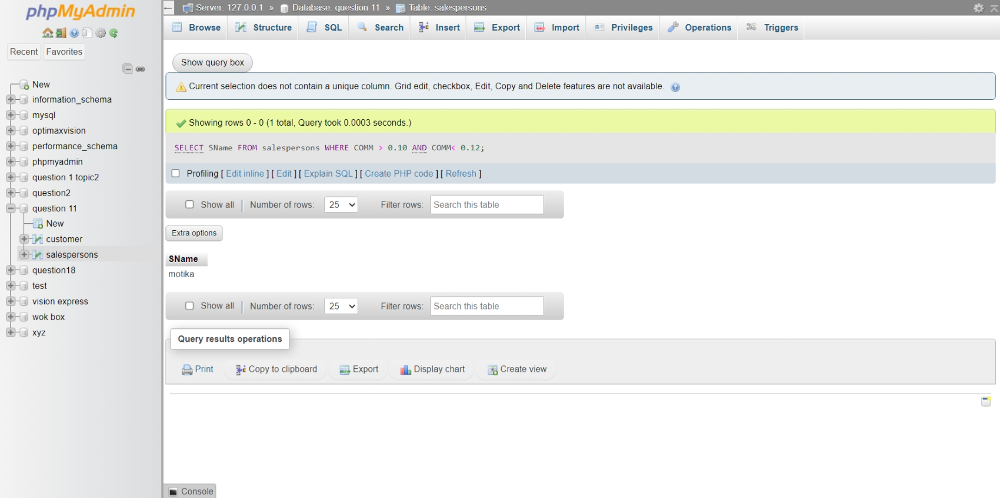 phpMyAdmin
Recent
Favorites
New
information_schema
mysql
optimaxvision
performance_schema
phpmyadmin
question 1 topic2
question2
question 11
New
customer
salespersons
question18
test
vision express
wok box
xyz
Server: 127.0.0.1 » Database: question 11 » Table: salespersons
Browse Structure SQL Search Insert Export Import Privileges Operations Triggers
Show query box
Current selection does not contain a unique column. Grid edit, checkbox, Edit, Copy and Delete features are not available.
Showing rows 0 - 0 (1 total, Query took 0.0003 seconds.)
SELECT SName FROM salespersons WHERE COMM > 0.10 AND COMM< 0.12;
Profiling [ Edit inline ] [ Edit ] [ Explain SQL ] [ Create PHP code ] [ Refresh ]
Show all | Number of rows: 25 Filter rows: Search this table
Extra options
SName
motika
Show all | Number of rows: 25 Filter rows: Search this table
Query results operations
Print Copy to clipboard Export Display chart Create view
Console